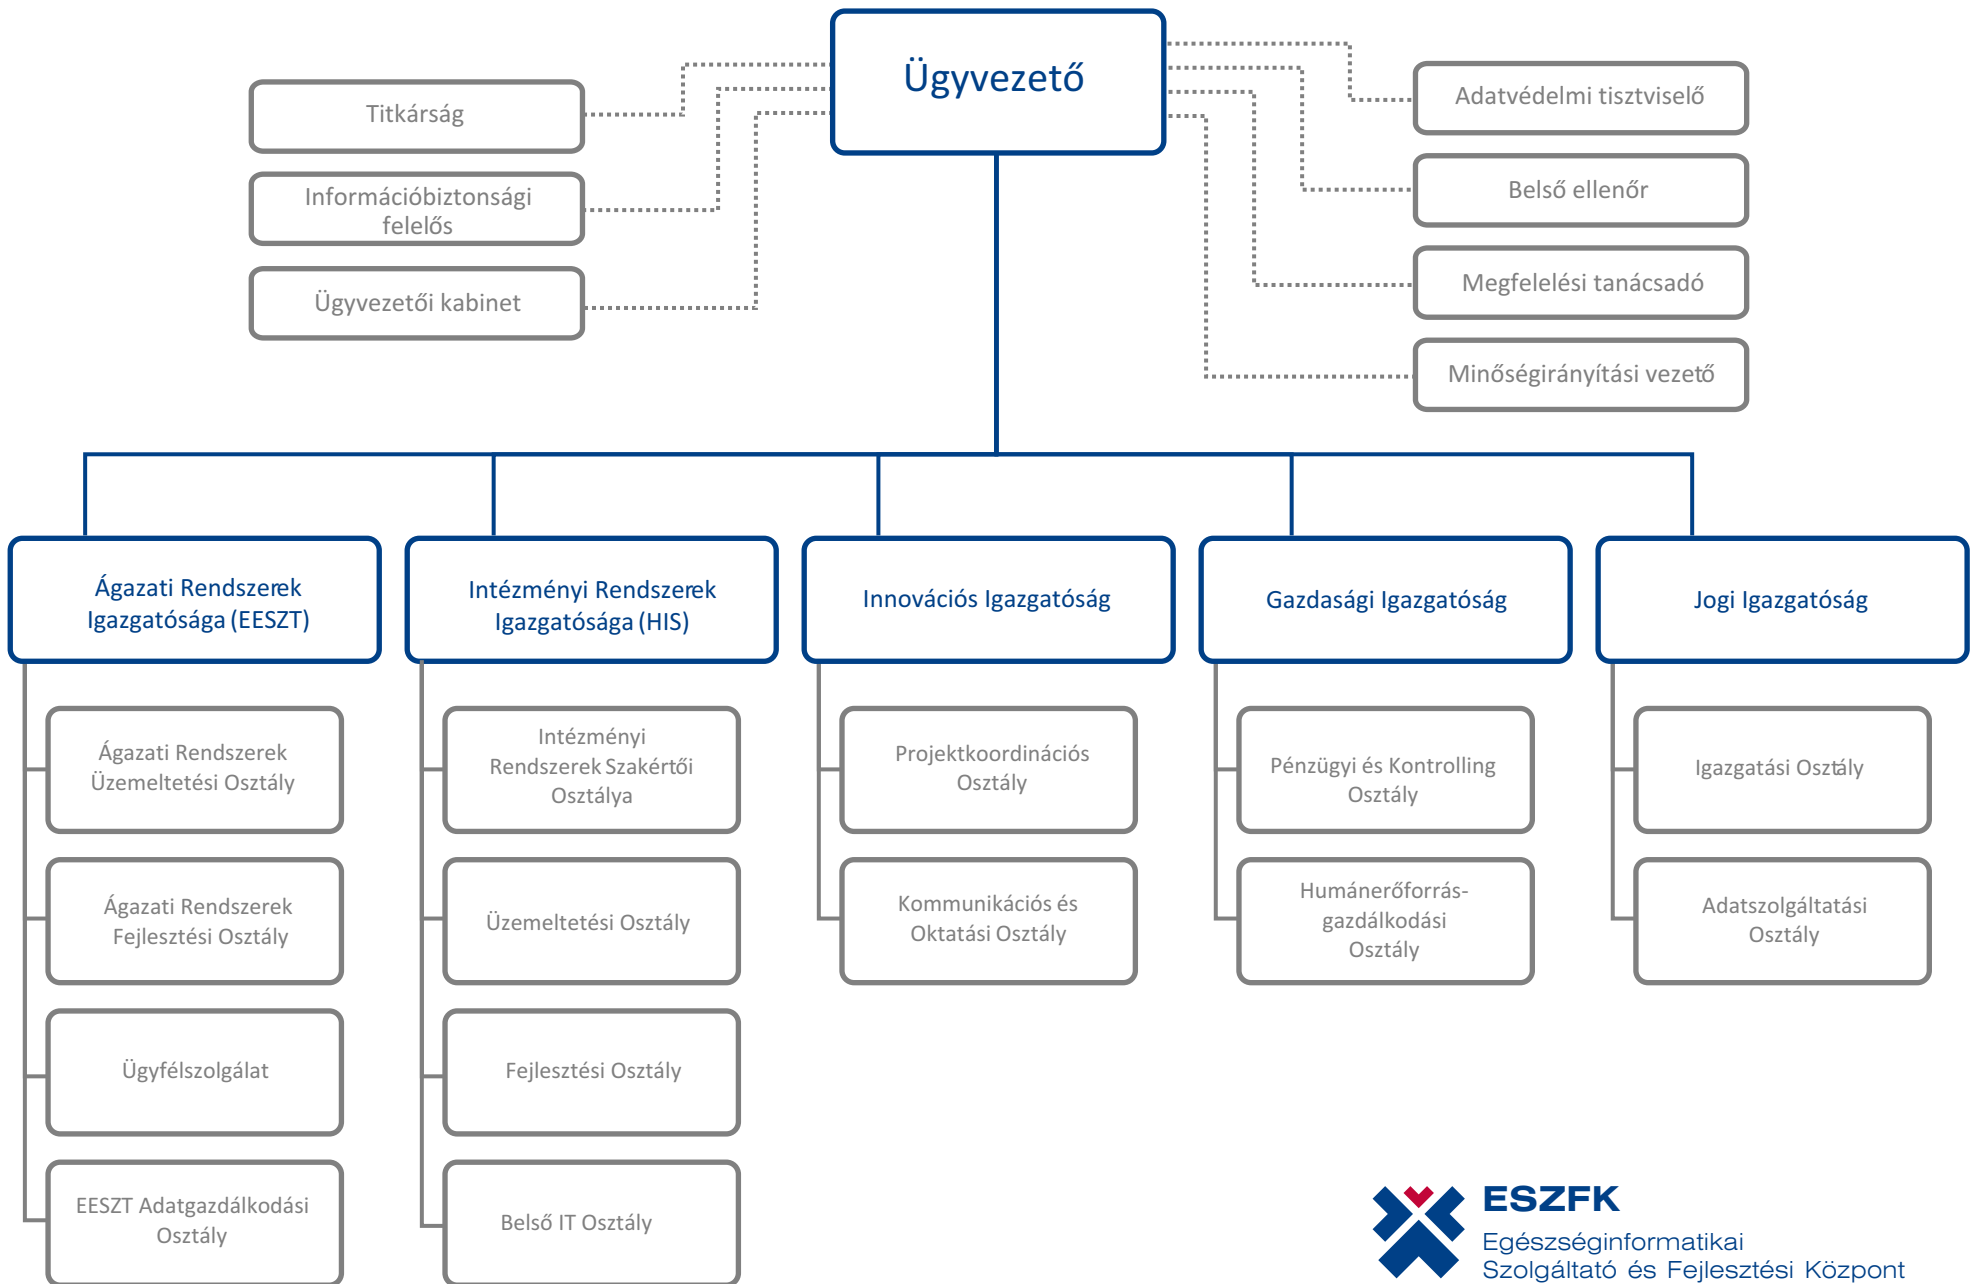 Ügyvezető
Titkárság
Információbiztonsági
felelős
Ügyvezetői kabinet
Adatvédelmi tisztviselő
Belső ellenőr
Megfelelési tanácsadó
Minőségirányítási vezető
Ágazati Rendszerek
Igazgatósága (EESZT)
Intézményi Rendszerek
Igazgatósága (HIS)
Innovációs Igazgatóság
Gazdasági Igazgatóság
Jogi Igazgatóság
Ágazati Rendszerek
Üzemeltetési Osztály
Ágazati Rendszerek
Fejlesztési Osztály
Ügyfélszolgálat
EESZT Adatgazdálkodási
Osztály
Intézményi
Rendszerek Szakértői
Osztálya
Üzemeltetési Osztály
Fejlesztési Osztály
Belső IT Osztály
Projektkoordinációs
Osztály
Kommunikációs és
Oktatási Osztály
Pénzügyi és Kontrolling
Osztály
Humánerőforrás-
gazdálkodási
Osztály
Igazgatási Osztály
Adatszolgáltatási
Osztály
ESZFK
Egészséginformatikai
Szolgáltató és Fejlesztési Központ